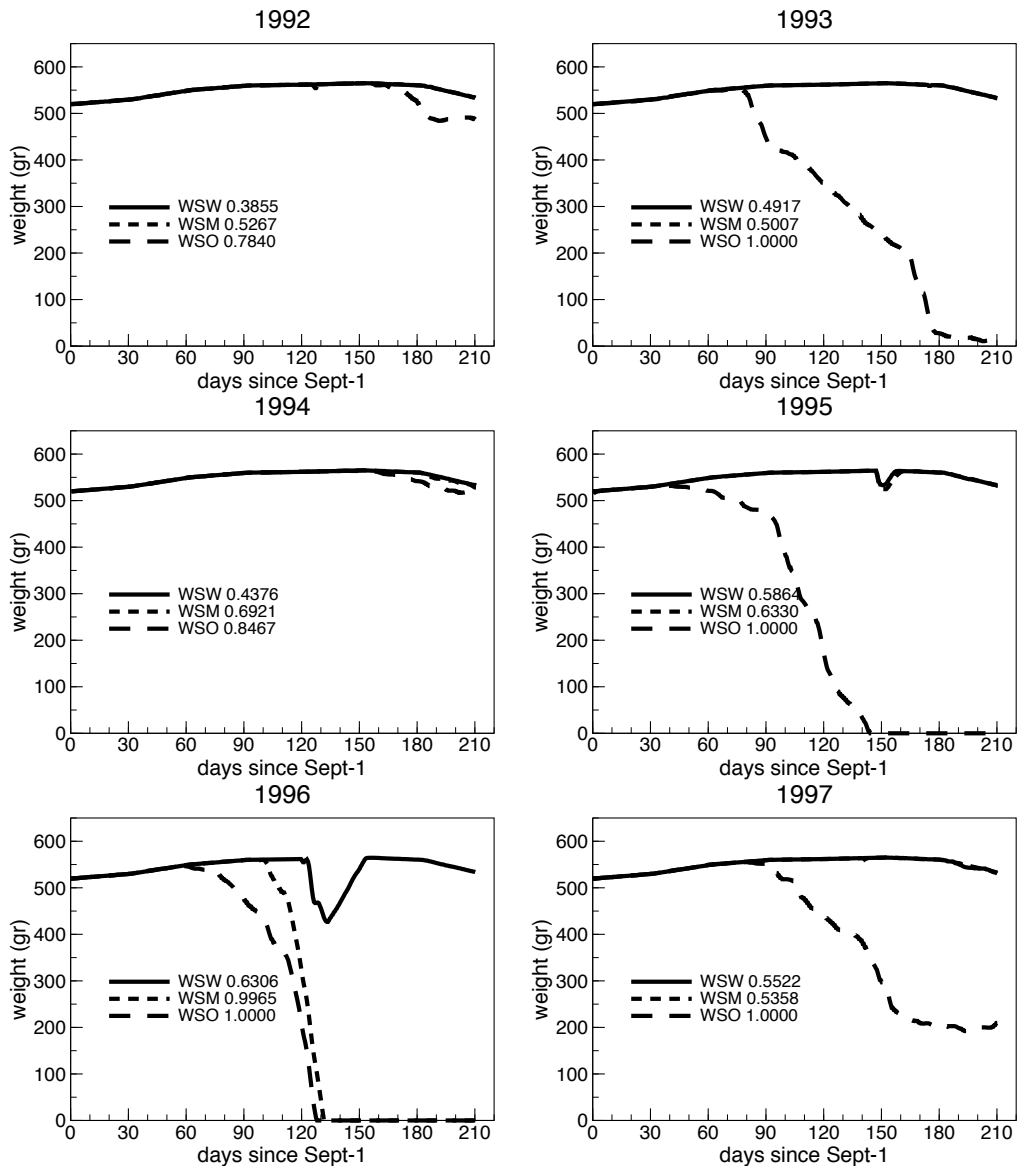 1992
weight (gr)
600
500
400
300
200
100
0
WSW 0.3855
WSM 0.5267
WSO 0.7840
0 30 60 90 120 150 180 210
days since Sept-1
1993
weight (gr)
600
500
400
300
200
100
0
WSW 0.4917
WSM 0.5007
WSO 1.0000
0 30 60 90 120 150 180 210
days since Sept-1
1994
weight (gr)
600
500
400
300
200
100
0
WSW 0.4376
WSM 0.6921
WSO 0.8467
0 30 60 90 120 150 180 210
days since Sept-1
1995
weight (gr)
600
500
400
300
200
100
0
WSW 0.5864
WSM 0.6330
WSO 1.0000
0 30 60 90 120 150 180 210
days since Sept-1
1996
weight (gr)
600
500
400
300
200
100
0
WSW 0.6306
WSM 0.9965
WSO 1.0000
0 30 60 90 120 150 180 210
days since Sept-1
1997
weight (gr)
600
500
400
300
200
100
0
WSW 0.5522
WSM 0.5358
WSO 1.0000
0 30 60 90 120 150 180 210
days since Sept-1